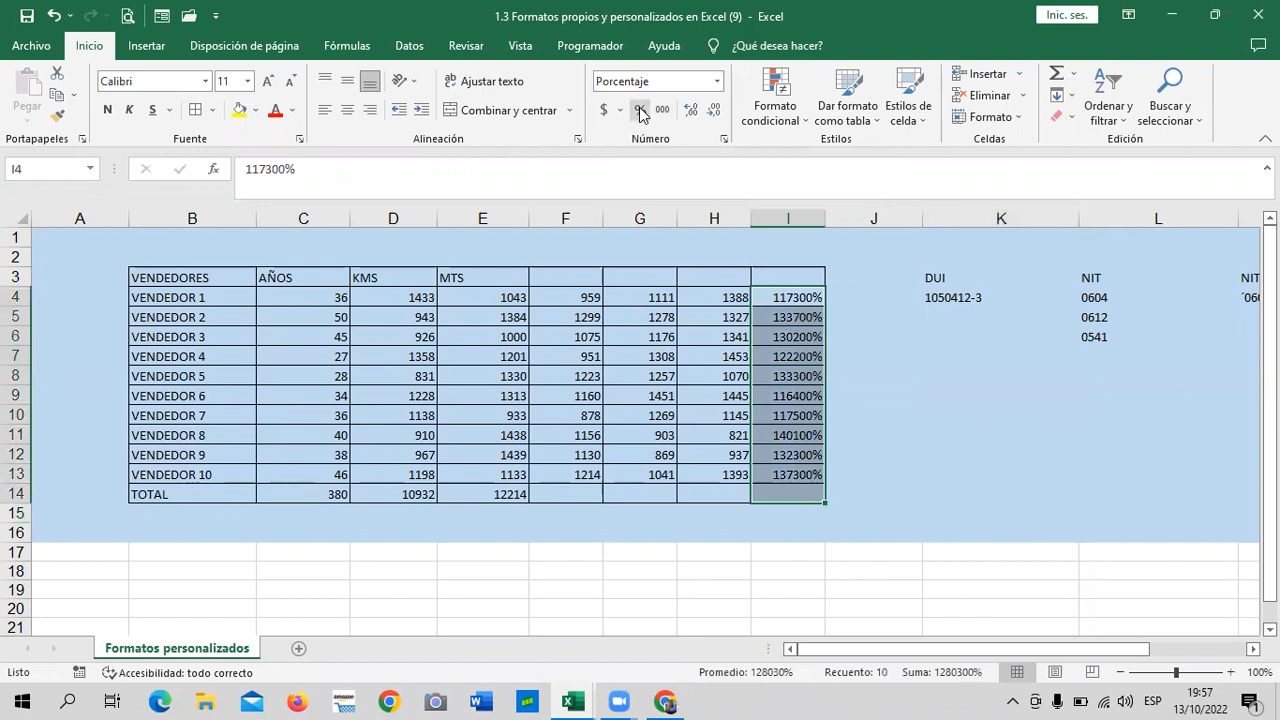 1.3 Formatos propios y personalizados en Excel (9) - Excel
Inic. ses.
Archivo Inicio Insertar Disposición de página Fórmulas Datos Revisar Vista Programador Ayuda ¿Qué desea hacer?
Pegar
Portapapeles
Calibri 11
N K S
Fuente
Ajustar texto
Combinar y centrar
Alineación
Porcentaje
$ % 000
Número
Formato condicional
Dar formato como tabla
Estilos de celda
Estilos
Insertar
Eliminar
Formato
Celdas
Ordenar y filtrar
Buscar y seleccionar
Edición
I4 fx 117300%
A B C D E F G H I J K L
1
2
3 VENDEDORES AÑOS KMS MTS DUI NIT NIT
4 VENDEDOR 1 36 1433 1043 959 1111 1388 117300% 1050412-3 0604
5 VENDEDOR 2 50 943 1384 1299 1278 1327 133700% 0612
6 VENDEDOR 3 45 926 1000 1075 1176 1341 130200% 0541
7 VENDEDOR 4 27 1358 1201 951 1308 1453 122200%
8 VENDEDOR 5 28 831 1330 1223 1257 1070 133300%
9 VENDEDOR 6 34 1228 1313 1160 1451 1445 116400%
10 VENDEDOR 7 36 1138 933 878 1269 1145 117500%
11 VENDEDOR 8 40 910 1438 1156 903 821 140100%
12 VENDEDOR 9 38 967 1439 1130 869 937 132300%
13 VENDEDOR 10 46 1198 1133 1214 1041 1393 137300%
14 TOTAL 380 10932 12214
15
16
17
18
19
20
21
Formatos personalizados
Listo Accesibilidad: todo correcto Promedio: 128030% Recuento: 10 Suma: 1280300% 100%
ESP 19:57
13/10/2022